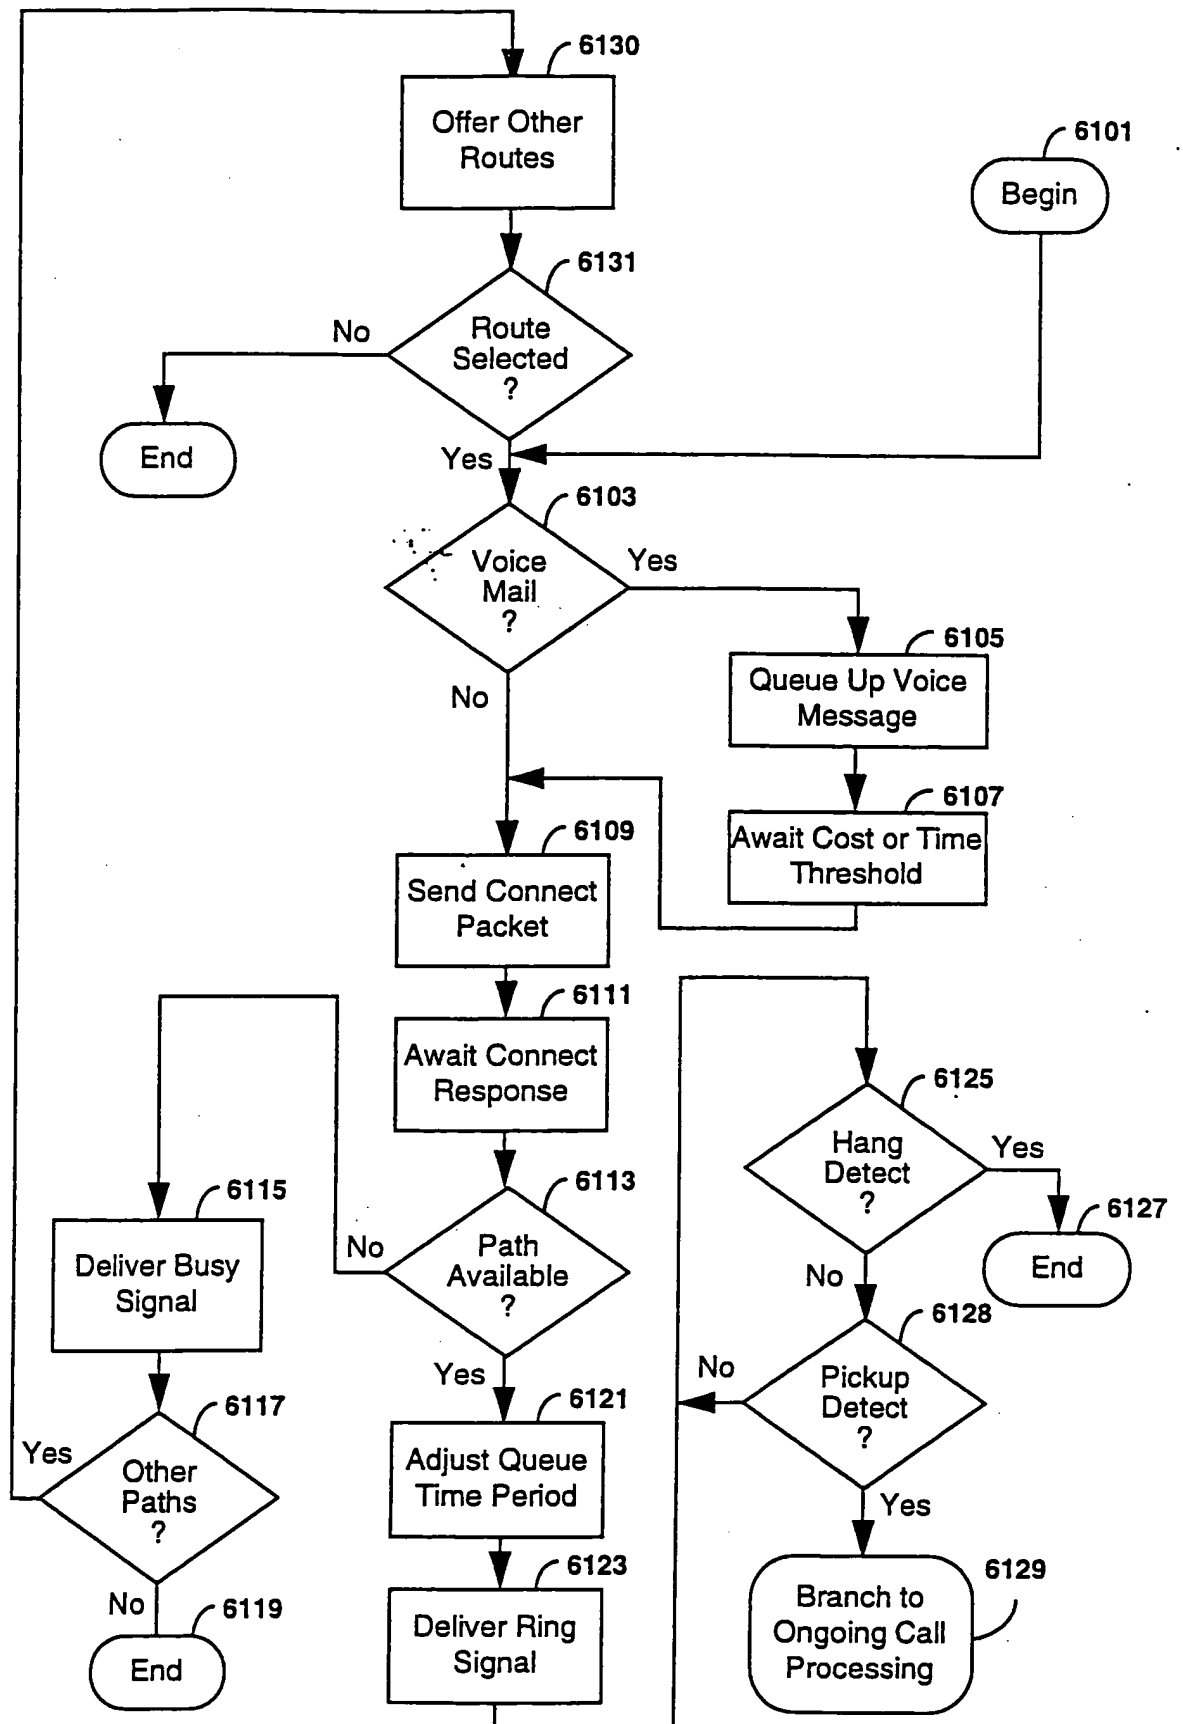 6130
Offer Other
Routes
6101
Begin
6131
Route
Selected
?
No
End
Yes
6103
Voice
Mail
?
Yes
No
6105
Queue Up Voice
Message
6107
Await Cost or Time
Threshold
6109
Send Connect
Packet
6111
Await Connect
Response
6113
Path
Available
?
No
Yes
6115
Deliver Busy
Signal
6117
Other
Paths
?
Yes
No
6119
End
6121
Adjust Queue
Time Period
6123
Deliver Ring
Signal
6125
Hang
Detect
?
Yes
6127
End
No
6128
Pickup
Detect
?
No
Yes
6129
Branch to
Ongoing Call
Processing